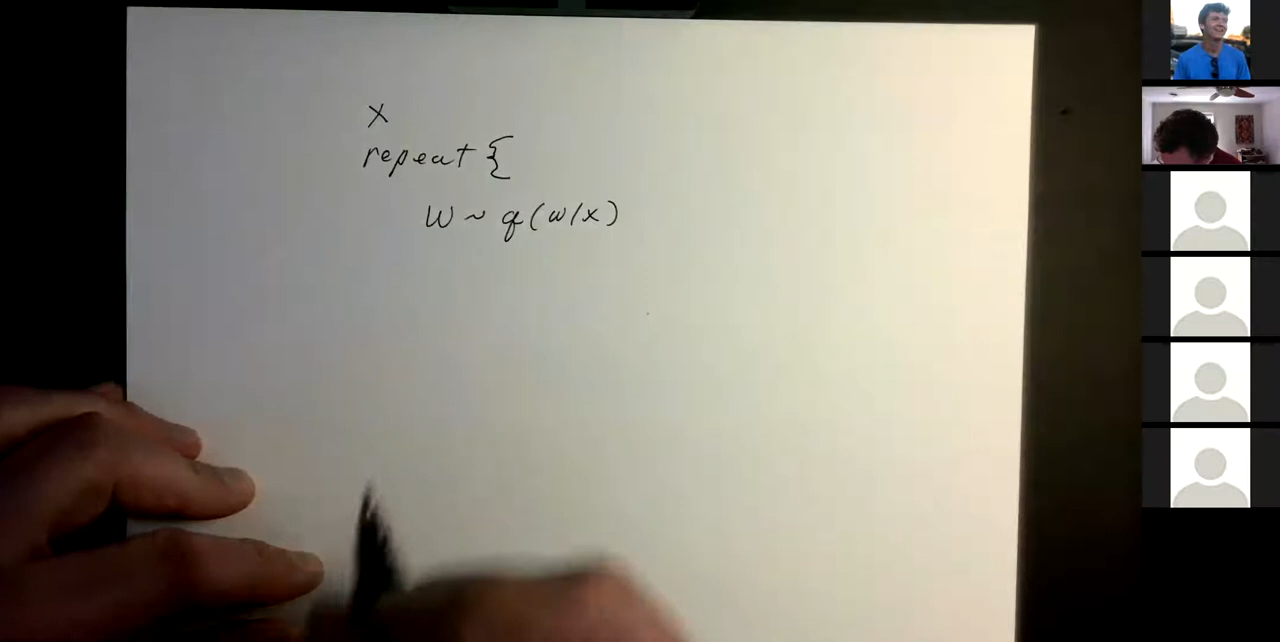 x
repeat {
w ~ q(w/x)